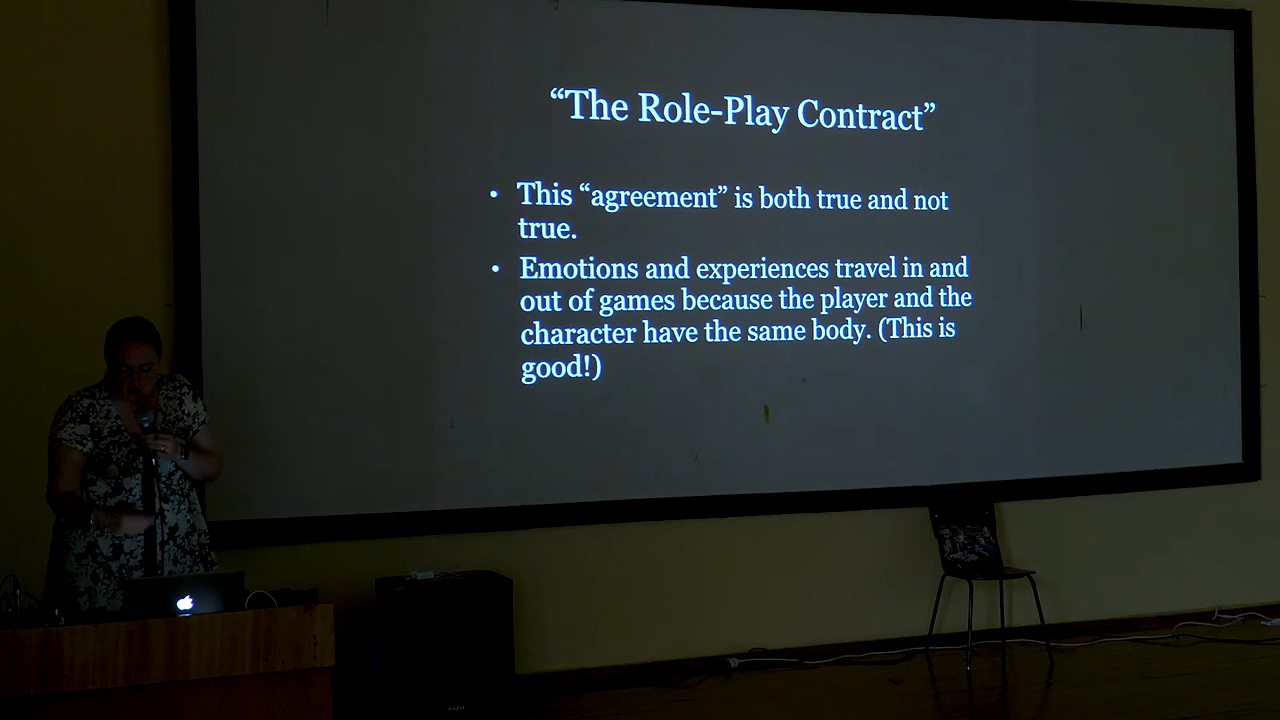 “The Role-Play Contract”
• This “agreement” is both true and not
true.
• Emotions and experiences travel in and
out of games because the player and the
character have the same body. (This is
good!)